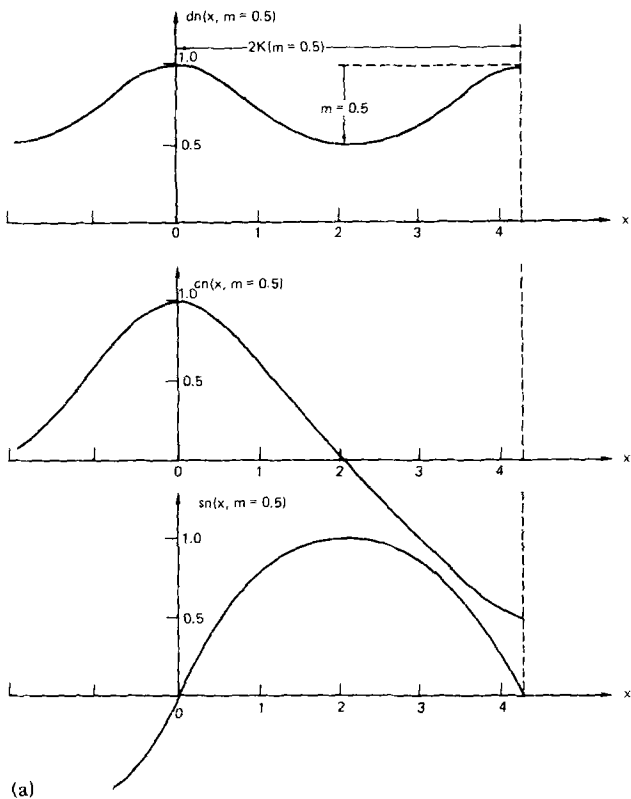 dn(x, m = 0.5)
2K(m = 0.5)
1.0
m = 0.5
0.5
x
0 1 2 3 4
cn(x, m = 0.5)
1.0
0.5
x
0 1 2 3 4
sn(x, m = 0.5)
1.0
0.5
x
0 1 2 3 4
(a)